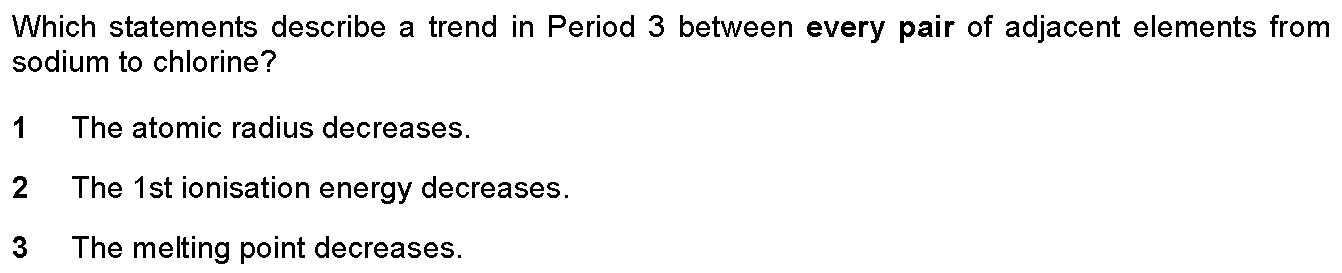 Which statements describe a trend in Period 3 between every pair of adjacent elements from
sodium to chlorine?
1 The atomic radius decreases.
2 The 1st ionisation energy decreases.
3 The melting point decreases.